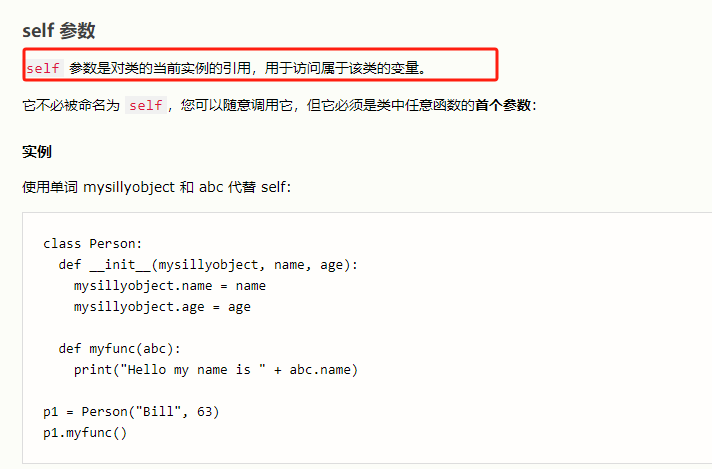 self 参数
self 参数是对类的当前实例的引用，用于访问属于该类的变量。
它不必被命名为 self，您可以随意调用它，但它必须是类中任意函数的首个参数：
实例
使用单词 mysillyobject 和 abc 代替 self：
class Person:
  def __init__(mysillyobject, name, age):
    mysillyobject.name = name
    mysillyobject.age = age

  def myfunc(abc):
    print("Hello my name is " + abc.name)

p1 = Person("Bill", 63)
p1.myfunc()